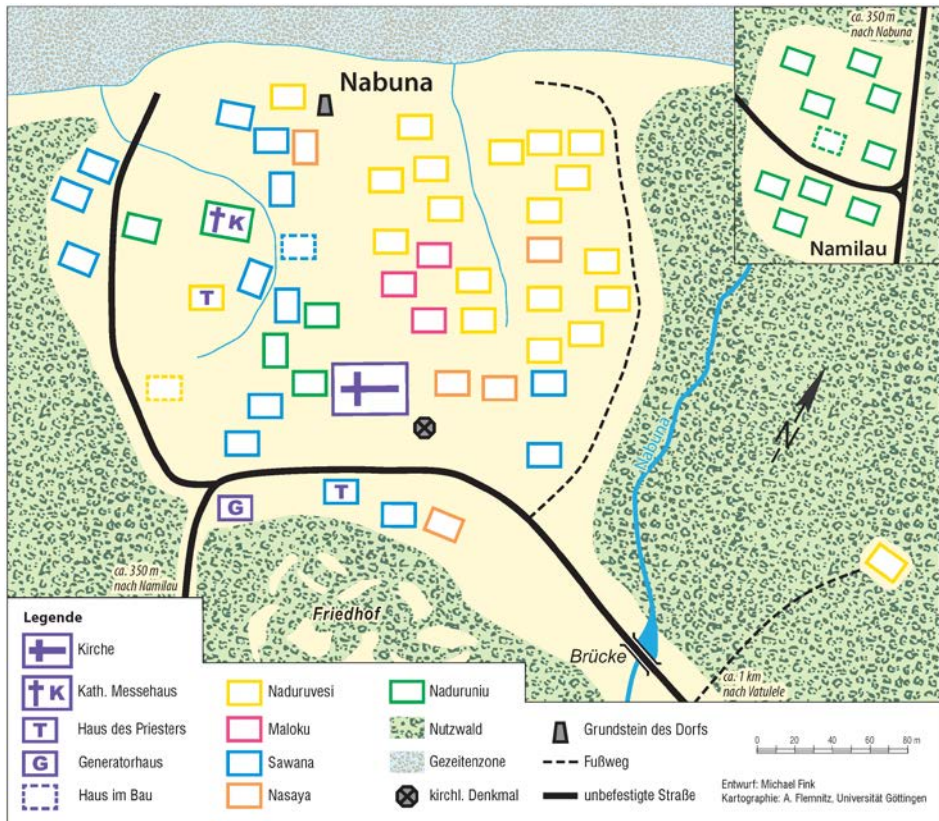 Nabuna
ca. 350 m
nach Nabuna
Namilau
K
T
Nabuna
N
T
G
ca. 350 m
nach Namilau
Friedhof
Brücke
ca. 1 km
nach Vatulele
Legende
Kirche
K
Kath. Messehaus
T
Haus des Priesters
G
Generatorhaus
Haus im Bau
Naduruvesi
Maloku
Sawana
Nasaya
Naduruniu
Nutzwald
Gezeitenzone
kirchl. Denkmal
Grundstein des Dorfs
Fußweg
unbefestigte Straße
0 20 40 60 80 m
Entwurf: Michael Fink
Kartographie: A. Flemnitz, Universität Göttingen